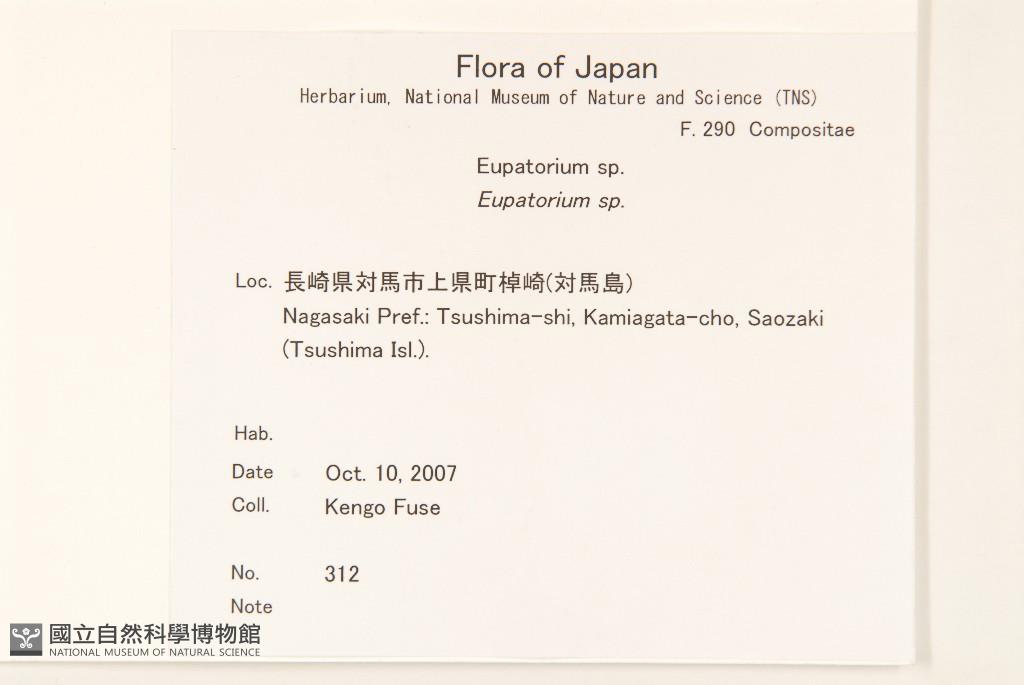 Flora of Japan
Herbarium, National Museum of Nature and Science (TNS)
F. 290 Compositae
Eupatorium sp.
Eupatorium sp.
Loc. 長崎県対馬市上県町棹崎(対馬島)
Nagasaki Pref.: Tsushima-shi, Kamiagata-cho, Saozaki
(Tsushima Isl.).
Hab.
Date Oct. 10, 2007
Coll. Kengo Fuse
No. 312
Note
國立自然科學博物館
NATIONAL MUSEUM OF NATURAL SCIENCE